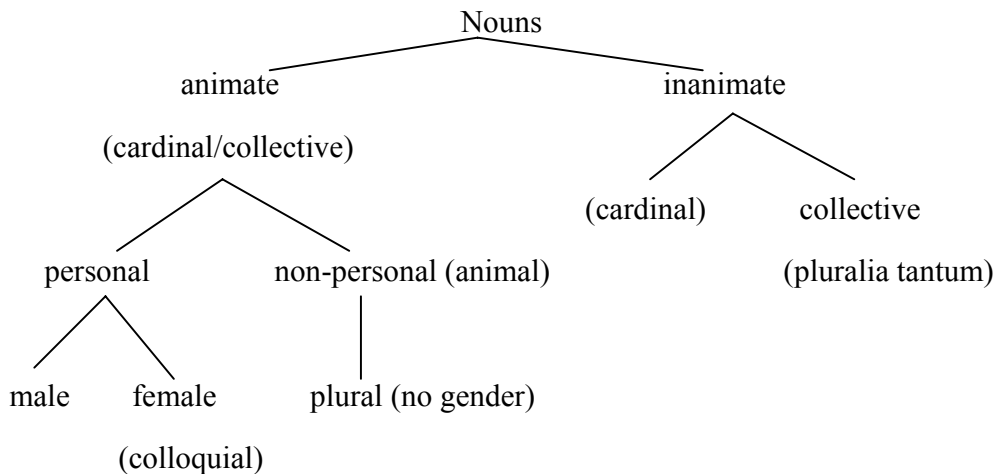 Nouns
animate inanimate
(cardinal/collective)
(cardinal) collective
personal non-personal (animal) (pluralia tantum)
male female plural (no gender)
(colloquial)